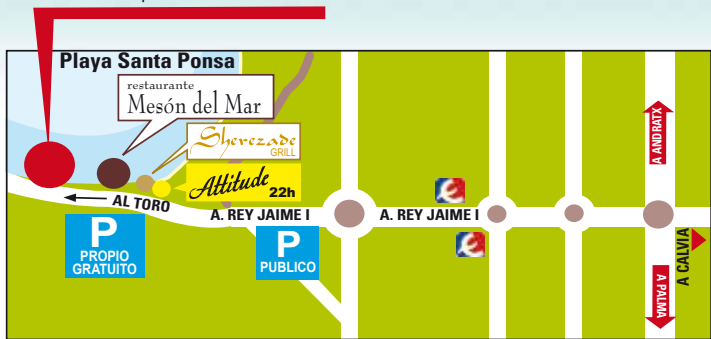 Playa Santa Ponsa
restaurante
Mesón del Mar
Sherezade
GRILL
Attitude 22h
AL TORO
A. REY JAIME I
A. REY JAIME I
P
PROPIO
GRATUITO
P
PUBLICO
A ANDRATX
A CALVIA
A PALMA